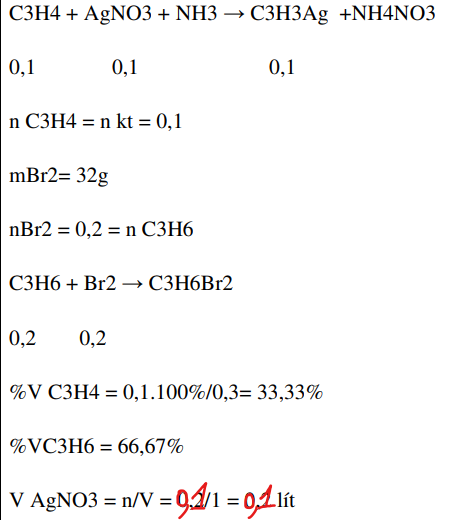 C3H4 + AgNO3 + NH3 → C3H3Ag +NH4NO3
0,1 0,1 0,1
n C3H4 = n kt = 0,1
mBr2= 32g
nBr2 = 0,2 = n C3H6
C3H6 + Br2 → C3H6Br2
0,2 0,2
%V C3H4 = 0,1.100%/0,3= 33,33%
%VC3H6 = 66,67%
V AgNO3 = n/V = 0,1/1 = 0,1 lít